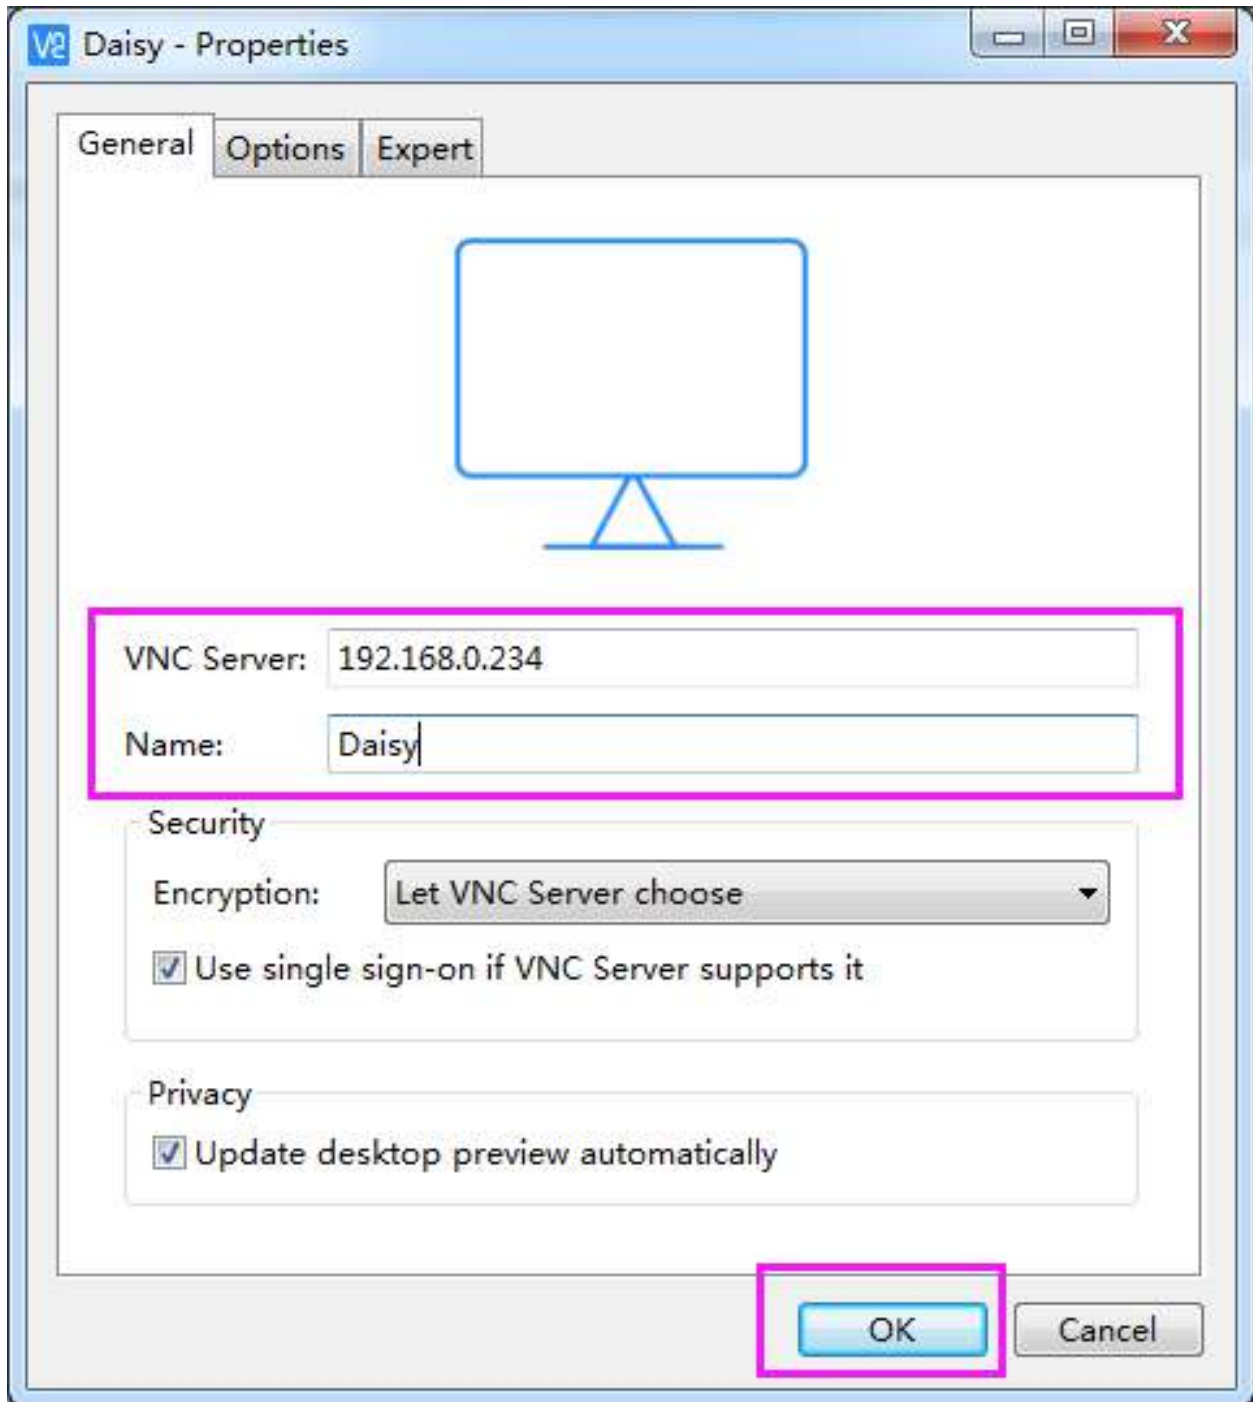 Daisy - Properties
General Options Expert
VNC Server: 192.168.0.234
Name: Daisy
Security
Encryption: Let VNC Server choose
Use single sign-on if VNC Server supports it
Privacy
Update desktop preview automatically
OK Cancel